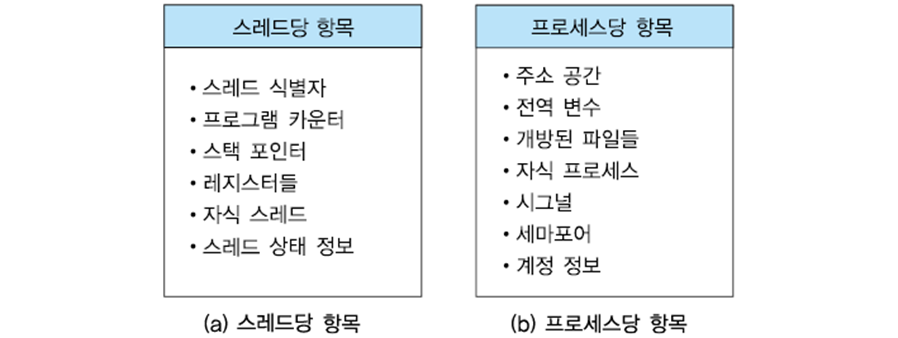 스레드당 항목
• 스레드 식별자
• 프로그램 카운터
• 스택 포인터
• 레지스터들
• 자식 스레드
• 스레드 상태 정보
(a) 스레드당 항목
프로세스당 항목
• 주소 공간
• 전역 변수
• 개방된 파일들
• 자식 프로세스
• 시그널
• 세마포어
• 계정 정보
(b) 프로세스당 항목